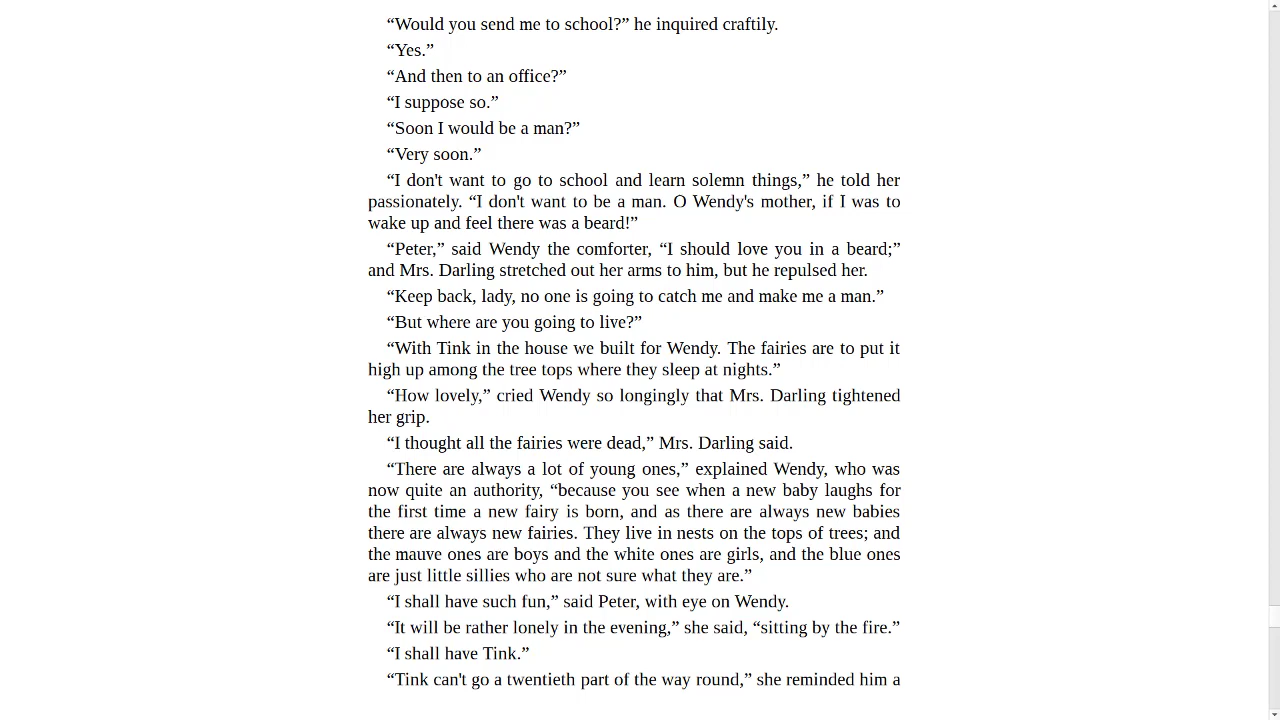 “Would you send me to school?” he inquired craftily.
“Yes.”
“And then to an office?”
“I suppose so.”
“Soon I would be a man?”
“Very soon.”
“I don't want to go to school and learn solemn things,” he told her
passionately. “I don't want to be a man. O Wendy's mother, if I was to
wake up and feel there was a beard!”
“Peter,” said Wendy the comforter, “I should love you in a beard;”
and Mrs. Darling stretched out her arms to him, but he repulsed her.
“Keep back, lady, no one is going to catch me and make me a man.”
“But where are you going to live?”
“With Tink in the house we built for Wendy. The fairies are to put it
high up among the tree tops where they sleep at nights.”
“How lovely,” cried Wendy so longingly that Mrs. Darling tightened
her grip.
“I thought all the fairies were dead,” Mrs. Darling said.
“There are always a lot of young ones,” explained Wendy, who was
now quite an authority, “because you see when a new baby laughs for
the first time a new fairy is born, and as there are always new babies
there are always new fairies. They live in nests on the tops of trees; and
the mauve ones are boys and the white ones are girls, and the blue ones
are just little sillies who are not sure what they are.”
“I shall have such fun,” said Peter, with eye on Wendy.
“It will be rather lonely in the evening,” she said, “sitting by the fire.”
“I shall have Tink.”
“Tink can't go a twentieth part of the way round,” she reminded him a